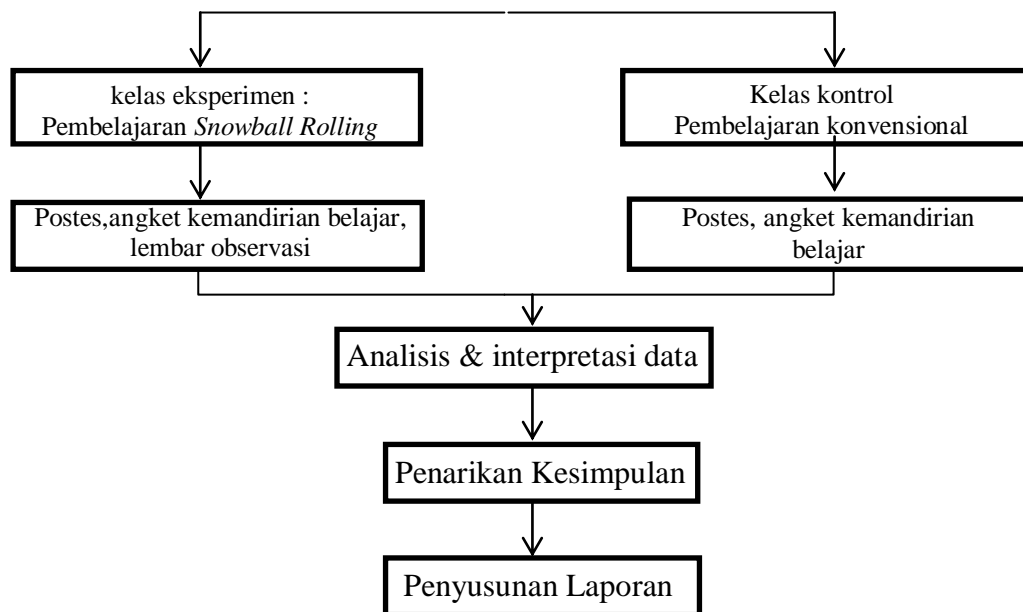 kelas eksperimen :
Pembelajaran Snowball Rolling
Kelas kontrol
Pembelajaran konvensional
Postes,angket kemandirian belajar,
lembar observasi
Postes, angket kemandirian
belajar
Analisis & interpretasi data
Penarikan Kesimpulan
Penyusunan Laporan